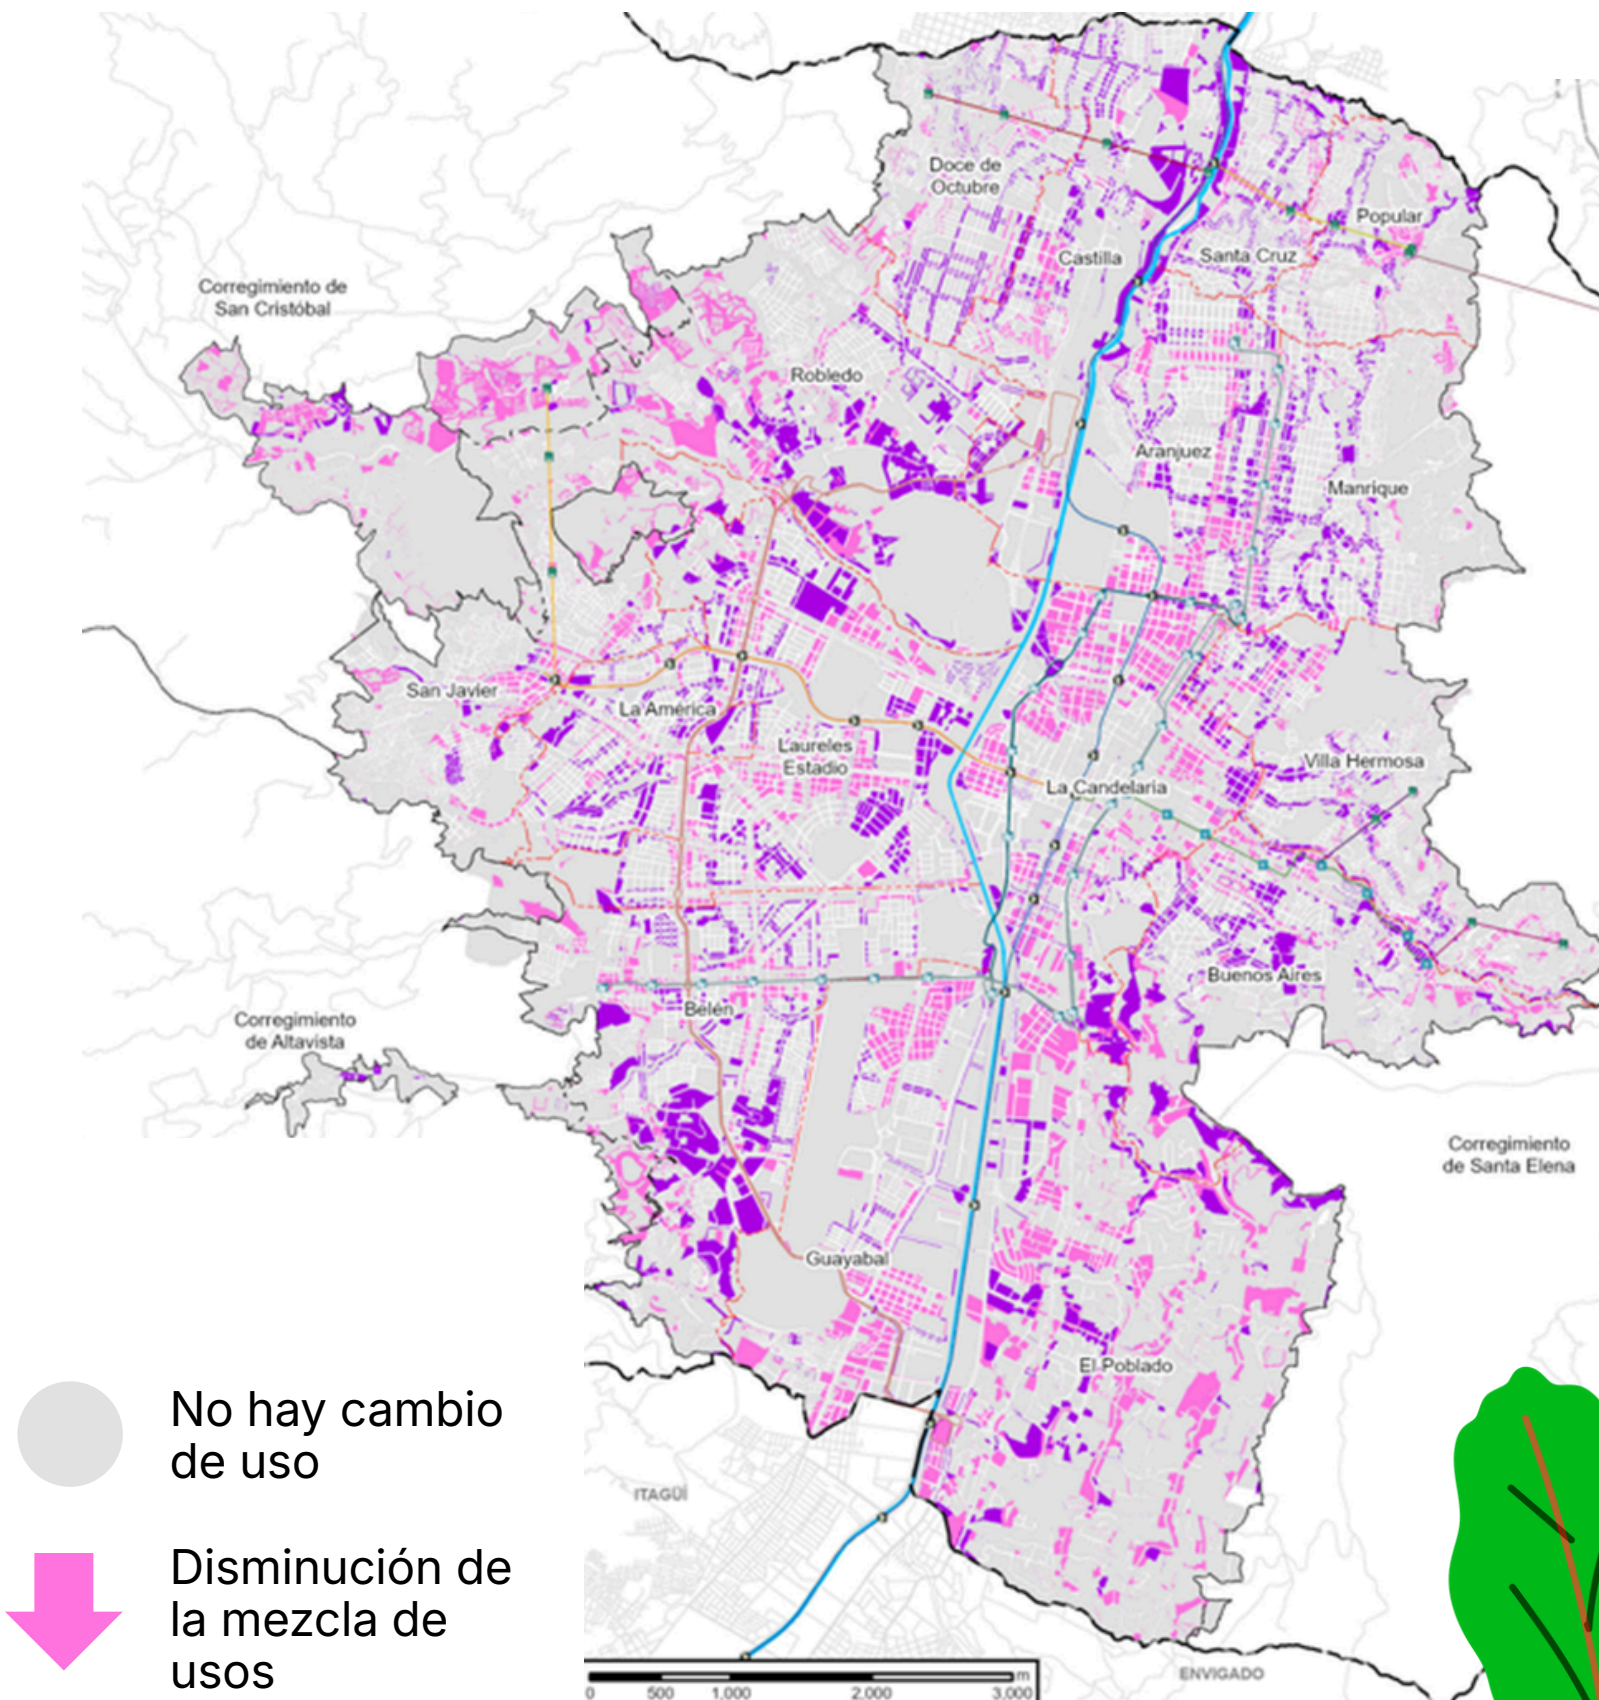 Doce de
Octubre
Popular
Castilla
Santa Cruz
Corregimiento de
San Cristóbal
Robledo
Aranjuez
Manrique
San Javier
La América
Laureles
Estadio
Villa Hermosa
La Candelaria
Buenos Aires
Belén
Corregimiento
de Altavista
Corregimiento
de Santa Elena
Guayabal
El Poblado
No hay cambio
de uso
ITAGÜÍ
Disminución de
la mezcla de
usos
ENVIGADO
m
0 500 1,000 2,000 3,000